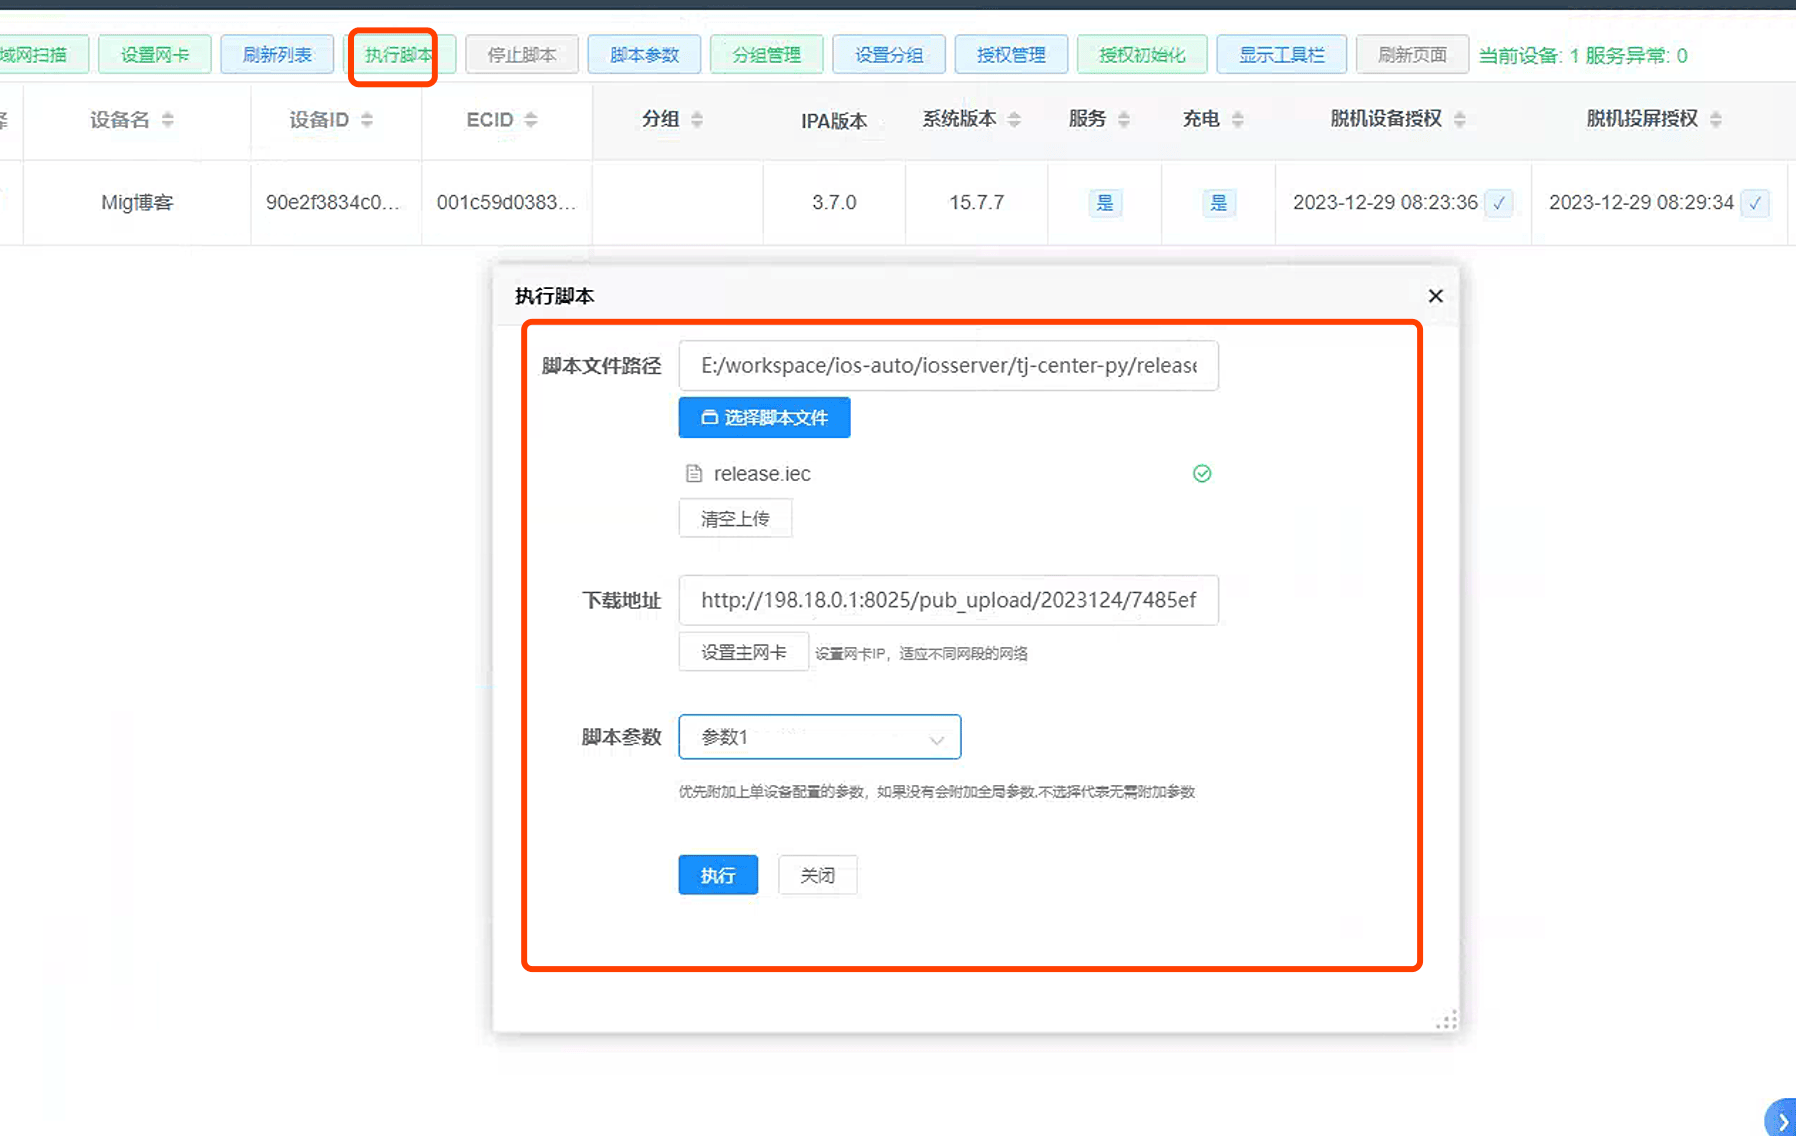 域网扫描 设置网卡 刷新列表 执行脚本 停止脚本 脚本参数 分组管理 设置分组 授权管理 授权初始化 显示工具栏 刷新页面 当前设备: 1 服务异常: 0
设备名 设备ID ECID 分组 IPA版本 系统版本 服务 充电 脱机设备授权 脱机投屏授权
Mig博客 90e2f3834c0... 001c59d0383... 3.7.0 15.7.7 是 是 2023-12-29 08:23:36 2023-12-29 08:29:34
执行脚本
脚本文件路径 E:/workspace/ios-auto/iosserver/tj-center-py/release
选择脚本文件
release.iec
清空上传
下载地址 http://198.18.0.1:8025/pub_upload/2023124/7485ef
设置主网卡 设置网卡IP，适应不同网段的网络
脚本参数 参数1
优先附加上单设备配置的参数，如果没有会附加全局参数,不选择代表无需附加参数
执行 关闭